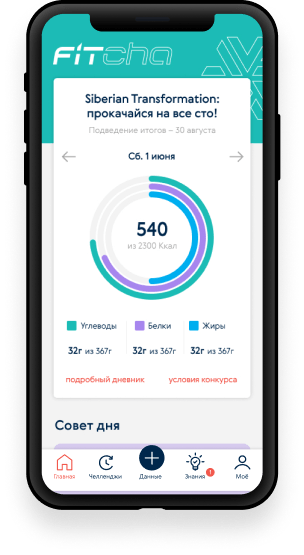 FITCHA
Siberian Transformation:
прокачайся на все сто!
Подведение итогов – 30 августа
Сб, 1 июня
540
из 2300 Ккал
Углеводы Белки Жиры
32г из 367г 32г из 367г 32г из 367г
подробный дневник условия конкурса
Совет дня
1
Главная Челленджи Данные Знания Моё